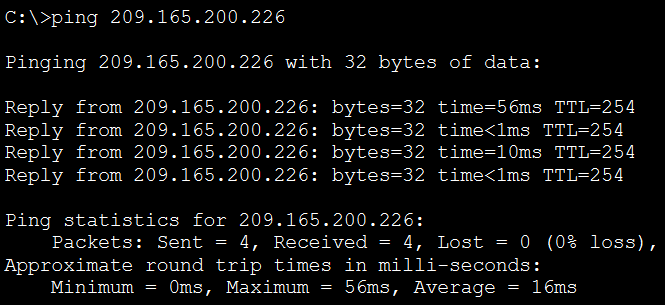 C:\>ping 209.165.200.226
Pinging 209.165.200.226 with 32 bytes of data:
Reply from 209.165.200.226: bytes=32 time=56ms TTL=254
Reply from 209.165.200.226: bytes=32 time<1ms TTL=254
Reply from 209.165.200.226: bytes=32 time=10ms TTL=254
Reply from 209.165.200.226: bytes=32 time<1ms TTL=254
Ping statistics for 209.165.200.226:
    Packets: Sent = 4, Received = 4, Lost = 0 (0% loss),
Approximate round trip times in milli-seconds:
    Minimum = 0ms, Maximum = 56ms, Average = 16ms